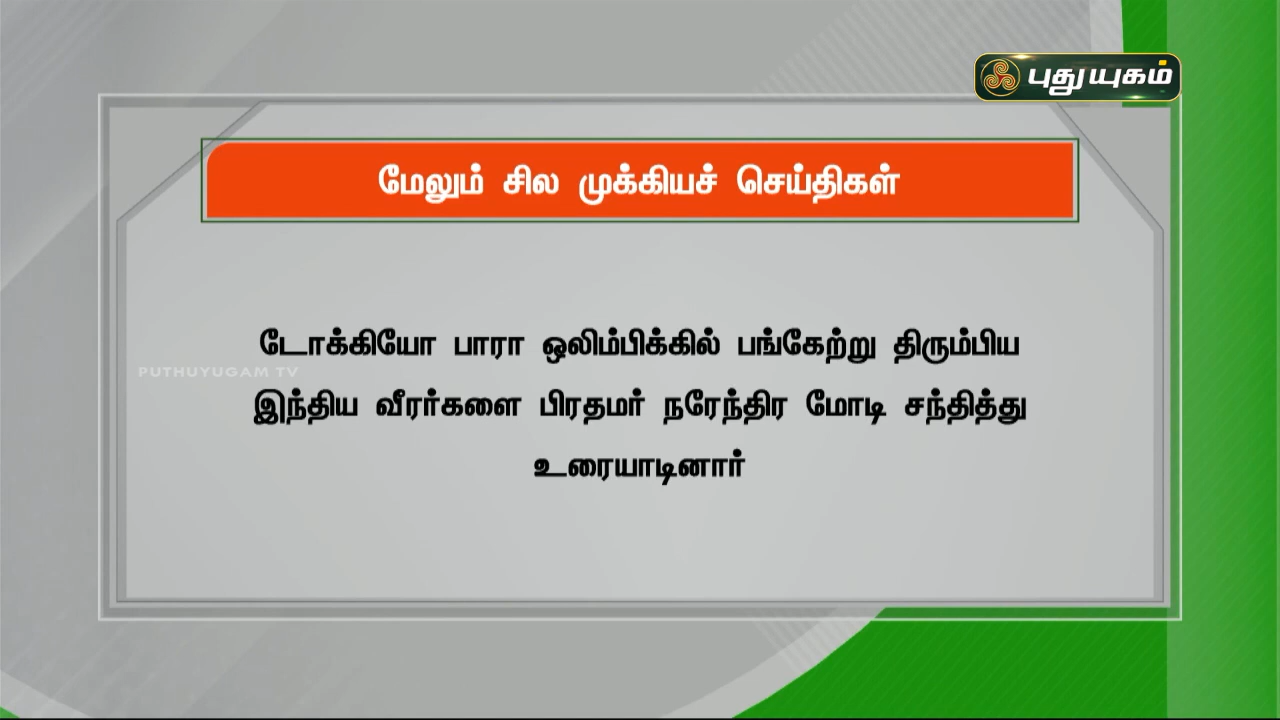 புதுயுகம்
மேலும் சில முக்கியச் செய்திகள்
டோக்கியோ பாரா ஒலிம்பிக்கில் பங்கேற்று திரும்பிய
PUTHUYUGAM TV
இந்திய வீரர்களை பிரதமர் நரேந்திர மோடி சந்தித்து
உரையாடினார்